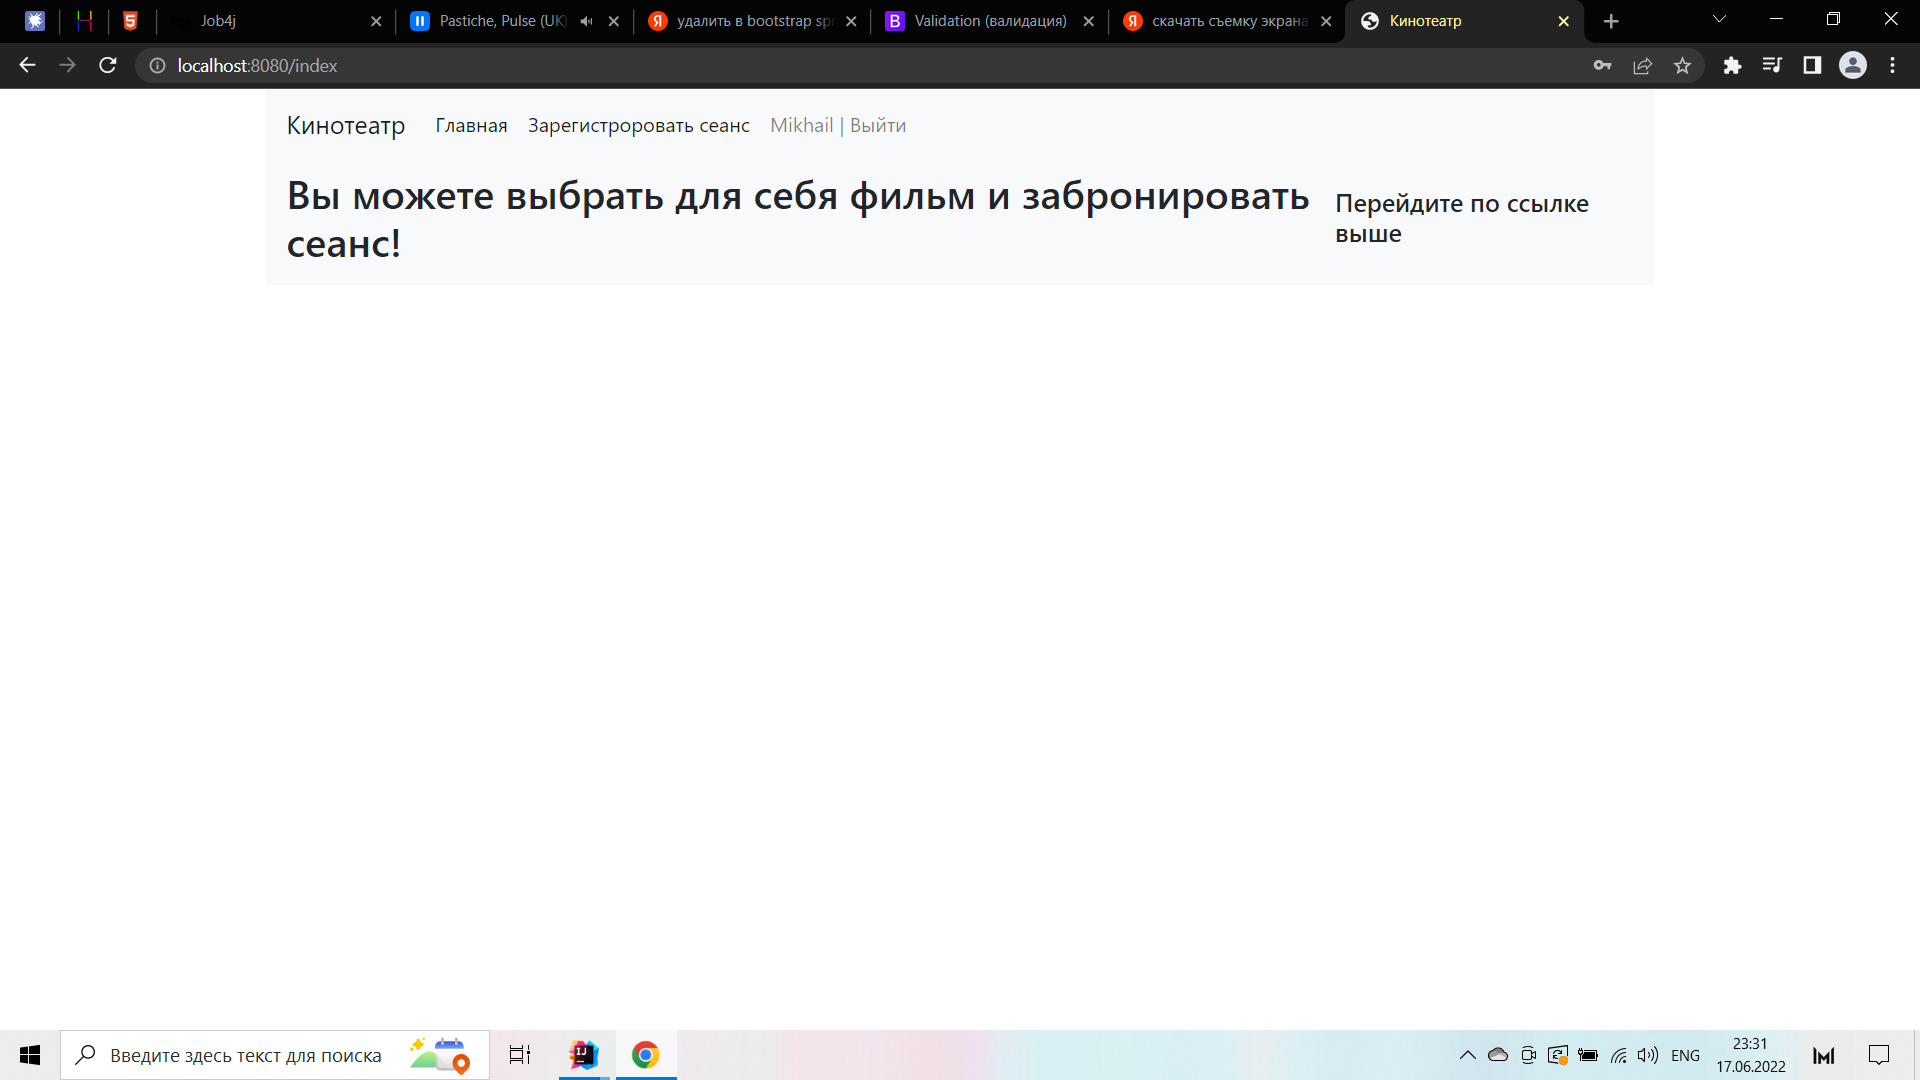 Job4j
Pastiche, Pulse (UK)
удалить в bootstrap spr
Validation (валидация)
скачать съемку экрана
Кинотеатр
localhost:8080/index
Кинотеатр Главная Зарегистроровать сеанс Mikhail | Выйти
Вы можете выбрать для себя фильм и забронировать
сеанс!
Перейдите по ссылке
выше
Введите здесь текст для поиска
ENG
23:31
17.06.2022